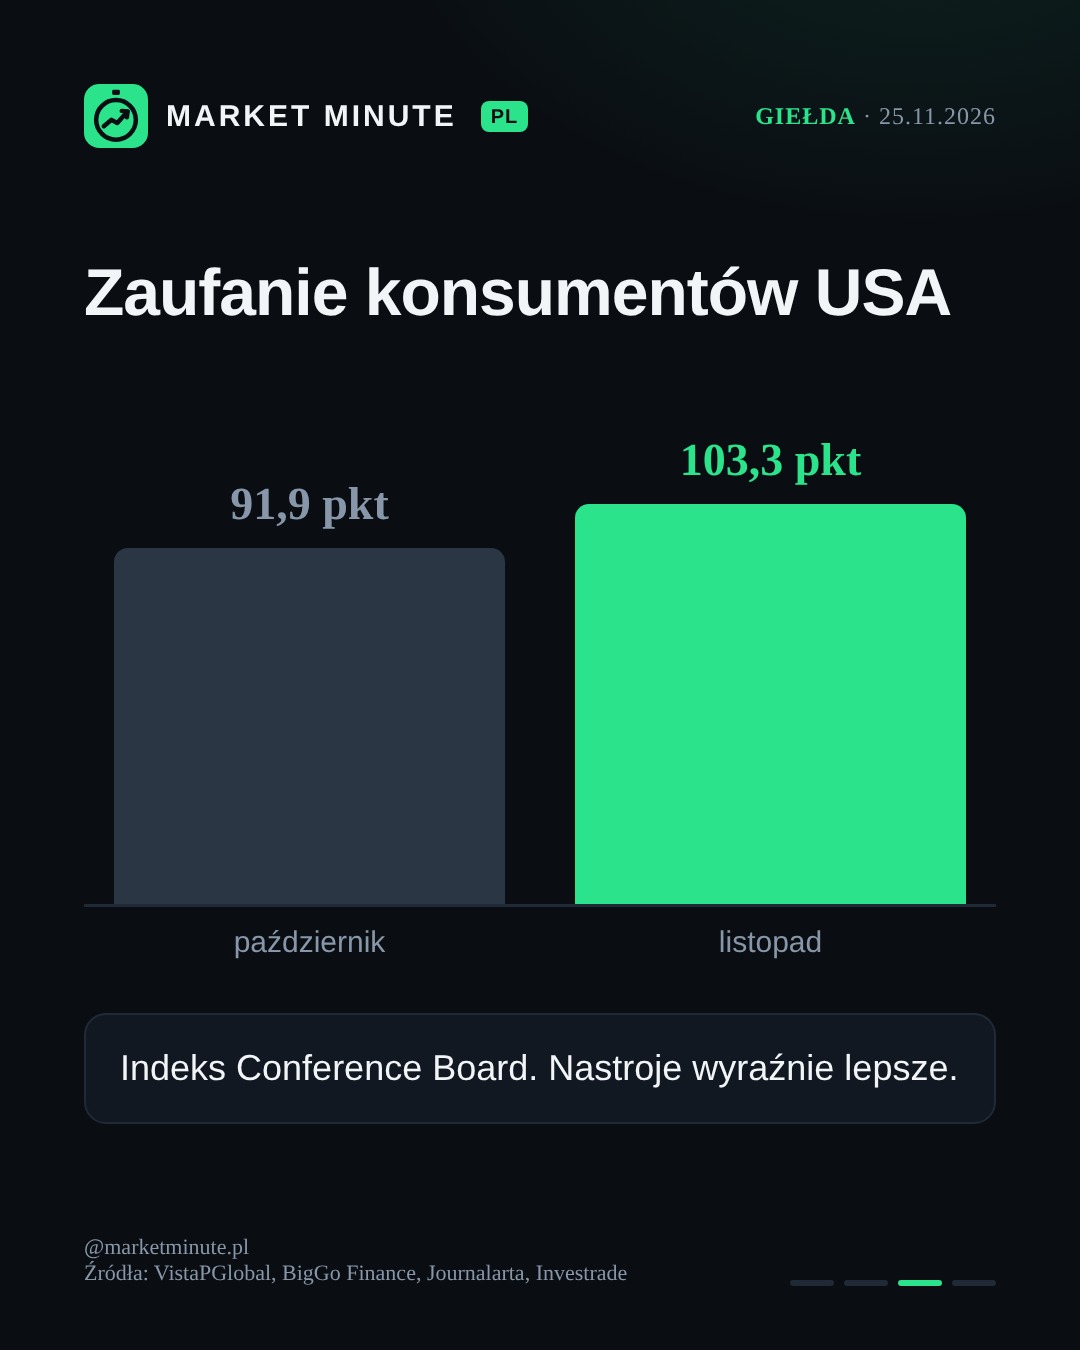 MARKET MINUTE PL
GIEŁDA · 25.11.2026
Zaufanie konsumentów USA
91,9 pkt
103,3 pkt
październik
listopad
Indeks Conference Board. Nastroje wyraźnie lepsze.
@marketminute.pl
Źródła: VistaPGlobal, BigGo Finance, Journalarta, Investrade